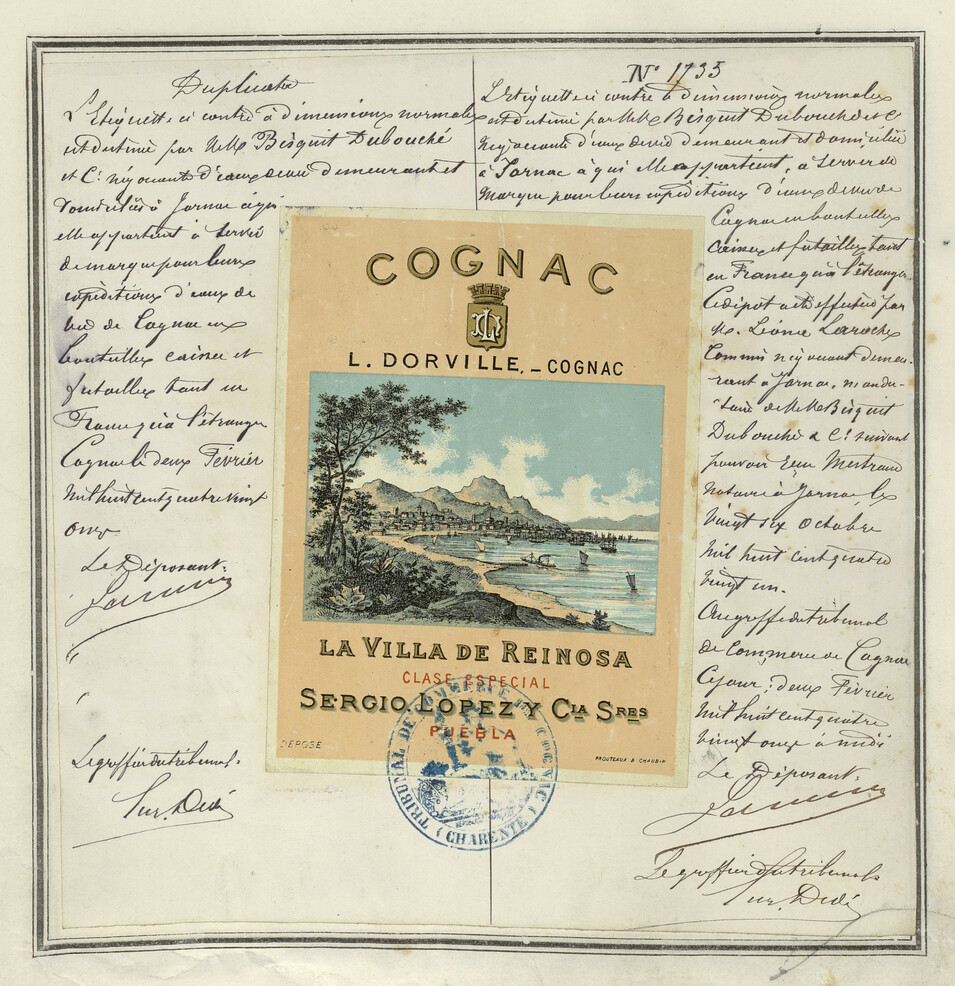 Duplicata
L'Etiquette ci contre à dimensions normales
est destinée par MM. Bisquit Dubouché
et Cie négociants d'eaux de vie demeurant et
domiciliés à Jarnac à qui
elle appartient à servir
de marque pour leurs
expéditions d'eaux de
vie de Cognac en
bouteilles caisses et
futailles tant en
France qu'à l'étranger
Cognac le deux Février
mil huit cent quatre vingt
onze
Le Déposant.
Le greffier du tribunal.
N° 1733
L'Etiquette ci contre à dimensions normales
est destinée par MM. Bisquit Dubouché et Cie
négociants d'eaux de vie demeurant et domiciliés
à Jarnac à qui elle appartient, à servir de
marque pour leurs expéditions d'eaux de vie de
Cognac en bouteilles
caisses et futailles tant
en France qu'à l'étranger
Ce dépôt a été effectué par
M. Léonce Laroche
Commis négociant demeu-
rant à Jarnac, manda-
taire de MM. Bisquit
Dubouché & Cie suivant
pouvoir reçu Mertraud
notaire à Jarnac le
vingt six octobre
mil huit cent quatre
vingt un.
Au greffe du tribunal
de Commerce de Cognac
Ce jour, deux Février
mil huit cent quatre
vingt onze à midi
Le Déposant.
Le greffier du tribunal
COGNAC
L. DORVILLE, _ COGNAC
LA VILLA DE REINOSA
CLASE ESPECIAL
SERGIO LOPEZ Y CIA SRES
PUEBLA
DÉPOSÉ
PROUTEAUX & CHAUBIN
TRIBUNAL DE COMMERCE DE COGNAC
(CHARENTE)